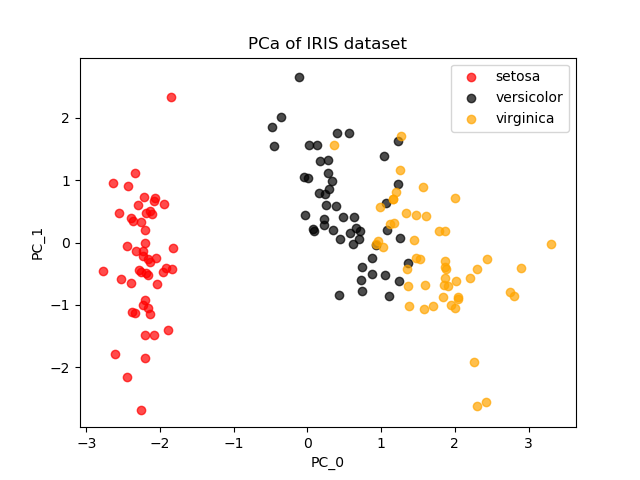 PCa of IRIS dataset
setosa
versicolor
virginica
PC_1
2
1
0
−1
−2
−3 −2 −1 0 1 2 3
PC_0